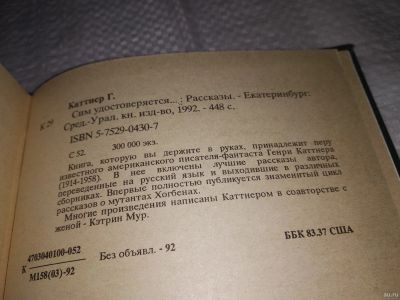 Каттнер Г.
К 29 Сим удостоверяется... : Рассказы. - Екатеринбург:
Сред.-Урал. кн. изд-во, 1992. - 448 с.
ISBN 5-7529-0430-7
С 52. 300 000 экз.
Книга, которую вы держите в руках, принадлежит перу
известного американского писателя-фантаста Генри Каттнера
(1914-1958). В нее включены лучшие рассказы автора,
переведенные на русский язык и выходившие в различных
сборниках. Впервые полностью публикуется знаменитый цикл
рассказов о мутантах Хогбенах.
Многие произведения написаны Каттнером в соавторстве с
женой - Кэтрин Мур.
К 4703040100-052
М158(03)-92
Без объявл. - 92
ББК 83.37 США
au.ru